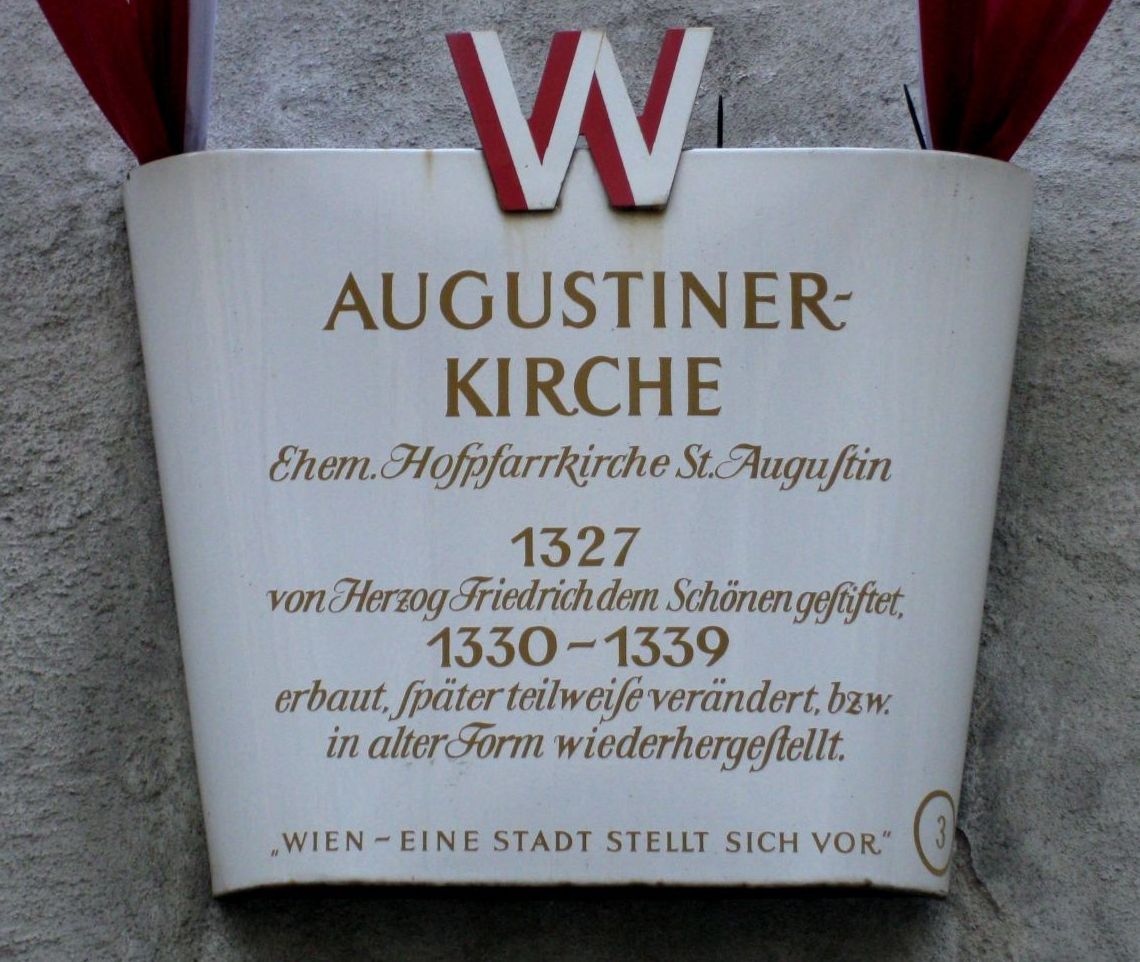 W
AUGUSTINER-
KIRCHE
Ehem. Hofpfarrkirche St. Auguſtin
1327
von Herzog Friedrich dem Schönen geſtiftet,
1330 – 1339
erbaut, ſpäter teilweiſe verändert, bzw.
in alter Form wiederhergeſtellt.
„WIEN – EINE STADT STELLT SICH VOR“
3